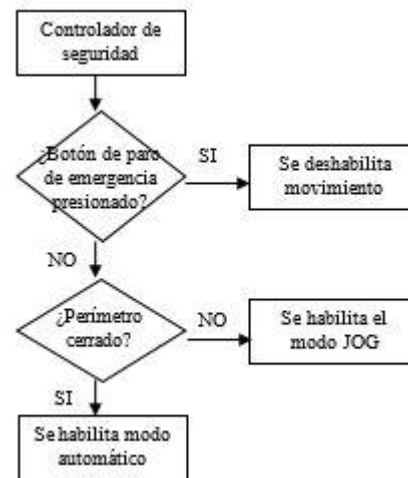 Controlador de
seguridad
¿Botón de paro
de emergencia
presionado?
SI
Se deshabilita
movimiento
NO
¿Perímetro
cerrado?
NO
Se habilita el
modo JOG
SI
Se habilita modo
automático